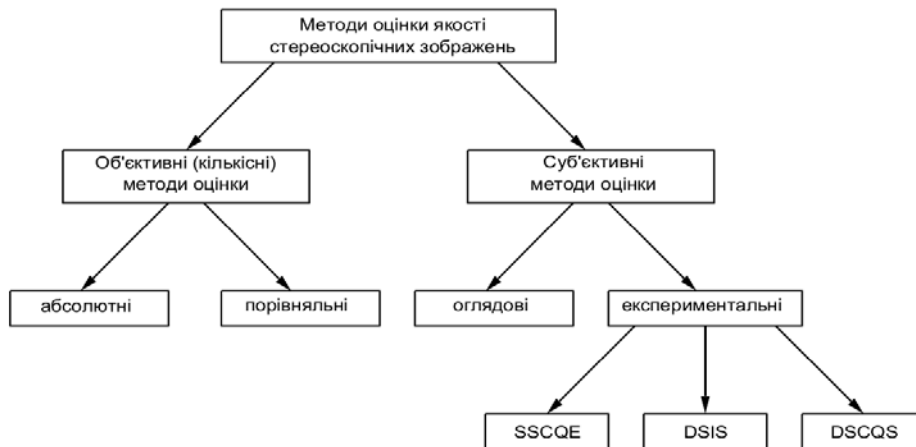 Методи оцінки якості
стереоскопічних зображень
Об'єктивні (кількісні)
методи оцінки
Суб'єктивні
методи оцінки
абсолютні
порівняльні
оглядові
експериментальні
SSCQE
DSIS
DSCQS